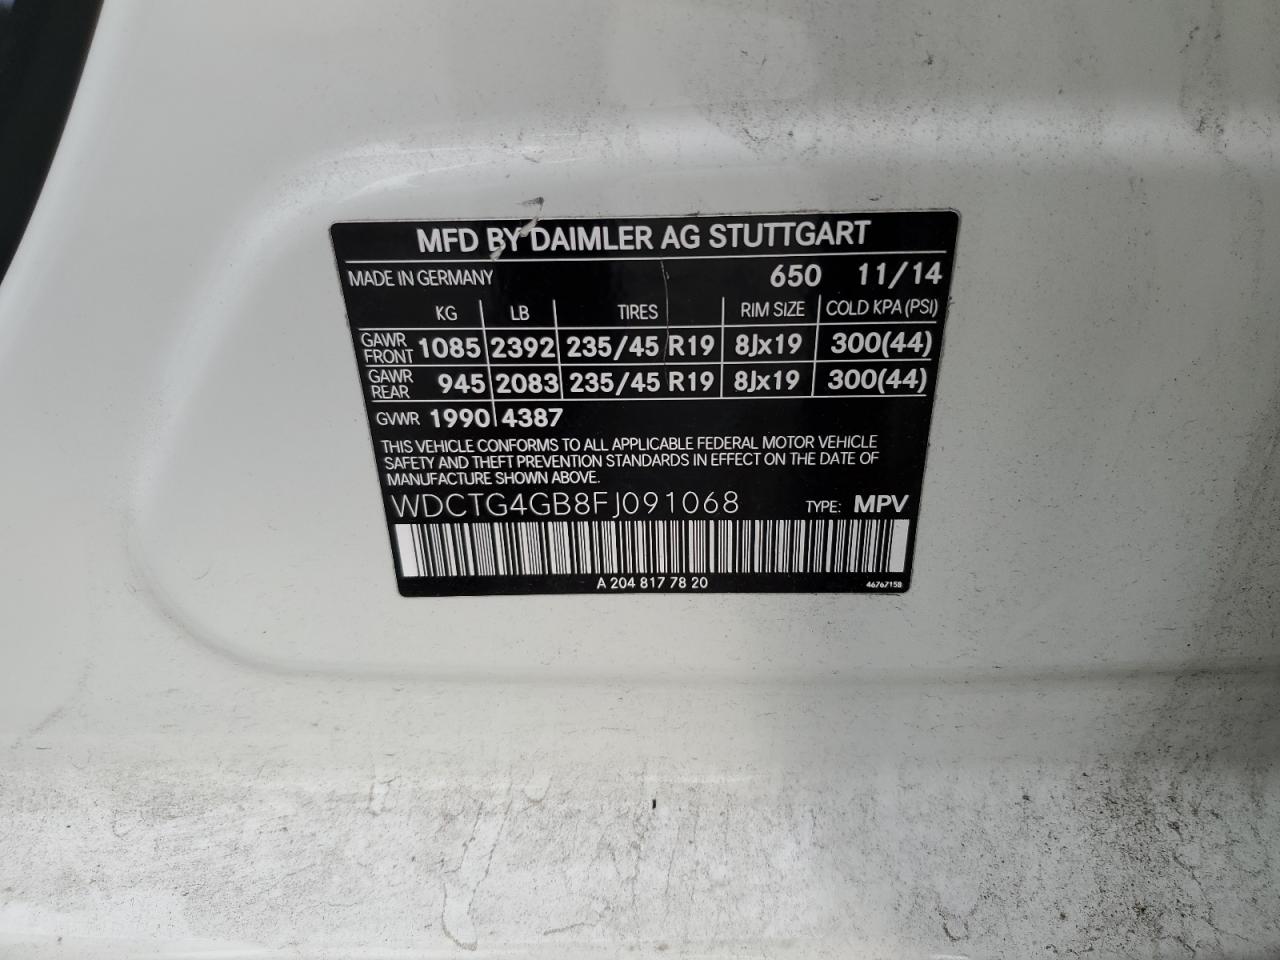 MFD BY DAIMLER AG STUTTGART
MADE IN GERMANY 650 11/14
KG LB TIRES RIM SIZE COLD KPA (PSI)
GAWR FRONT 1085 2392 235/45 R19 8Jx19 300(44)
GAWR REAR 945 2083 235/45 R19 8Jx19 300(44)
GVWR 1990 4387
THIS VEHICLE CONFORMS TO ALL APPLICABLE FEDERAL MOTOR VEHICLE
SAFETY AND THEFT PREVENTION STANDARDS IN EFFECT ON THE DATE OF
MANUFACTURE SHOWN ABOVE.
WDCTG4GB8FJ091068 TYPE: MPV
A 204 817 78 20 46767158